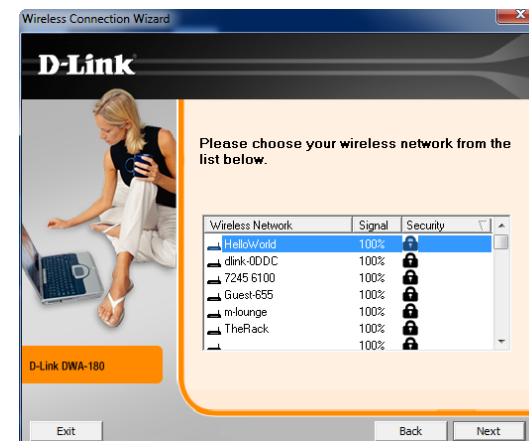 Wireless Connection Wizard
D-Link
Please choose your wireless network from the
list below.
Wireless Network Signal Security
HelloWorld 100%
dlink-0DDC 100%
7245 6100 100%
Guest-655 100%
m-lounge 100%
TheRack 100%
100%
D-Link DWA-180
Exit Back Next